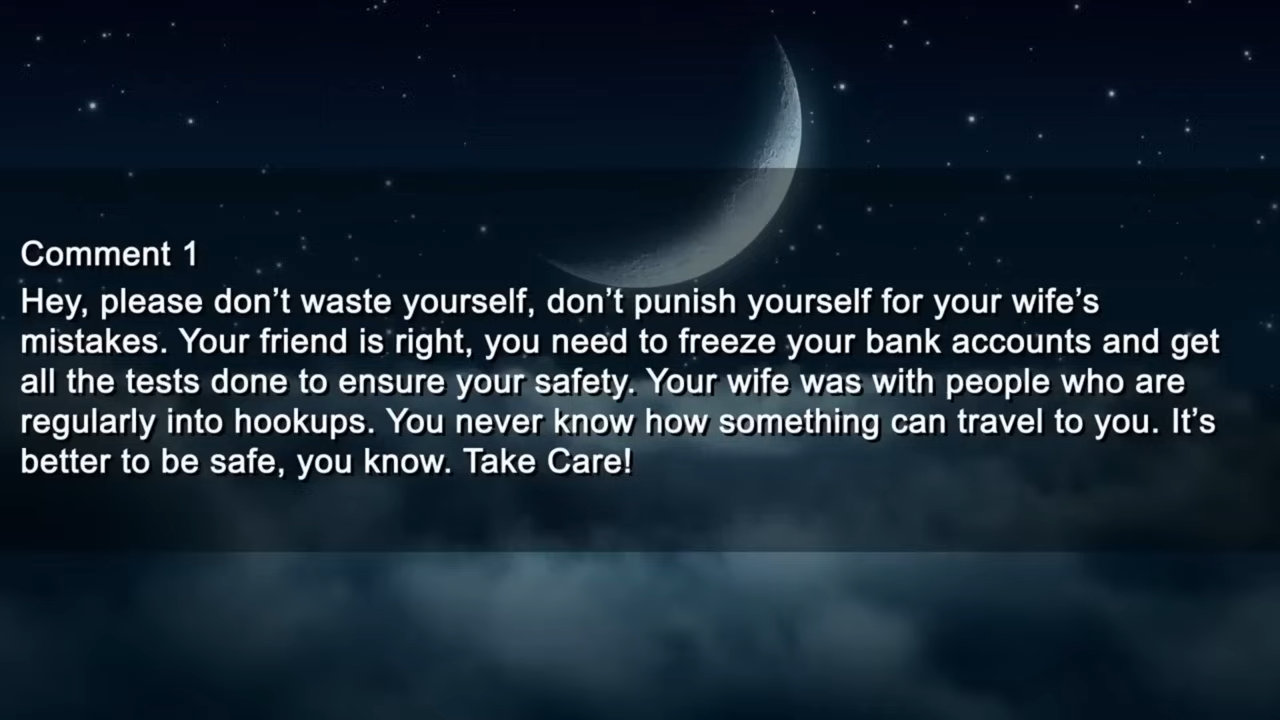 Comment 1
Hey, please don’t waste yourself, don’t punish yourself for your wife’s
mistakes. Your friend is right, you need to freeze your bank accounts and get
all the tests done to ensure your safety. Your wife was with people who are
regularly into hookups. You never know how something can travel to you. It’s
better to be safe, you know. Take Care!